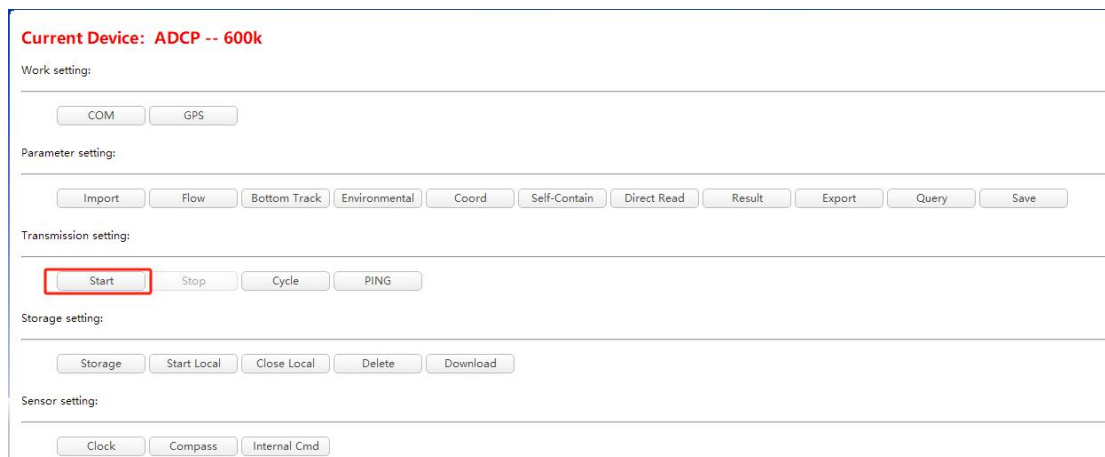 Current Device: ADCP -- 600k
Work setting:
COM GPS
Parameter setting:
Import Flow Bottom Track Environmental Coord Self-Contain Direct Read Result Export Query Save
Transmission setting:
Start Stop Cycle PING
Storage setting:
Storage Start Local Close Local Delete Download
Sensor setting:
Clock Compass Internal Cmd